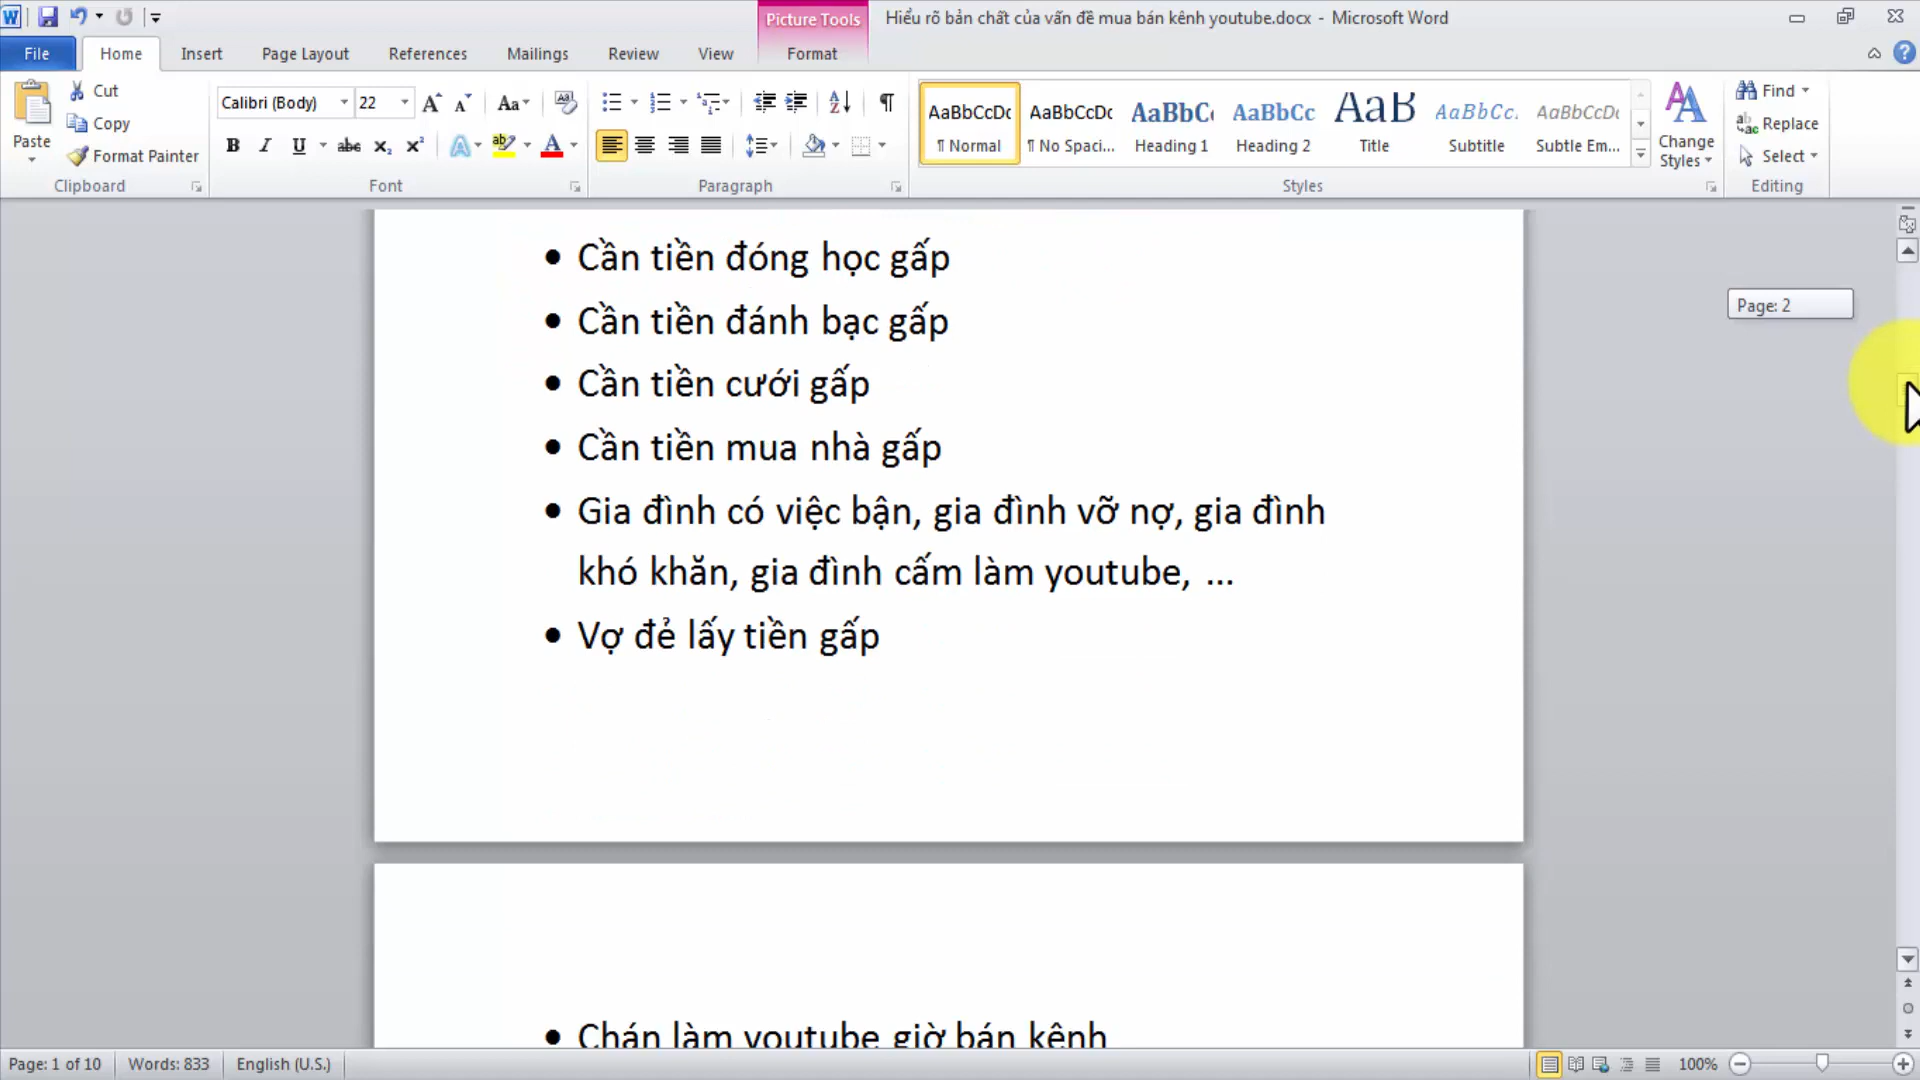 Picture Tools
Hiểu rõ bản chất của vấn đề mua bán kênh youtube.docx - Microsoft Word
File Home Insert Page Layout References Mailings Review View Format
Paste
Cut
Copy
Format Painter
Clipboard
Calibri (Body) 22
Font
Paragraph
AaBbCcDc AaBbCcDc AaBbC AaBbCc AaB AaBbCc. AaBbCcDc
¶ Normal ¶ No Spaci... Heading 1 Heading 2 Title Subtitle Subtle Em...
Styles
Change
Styles
Find
Replace
Select
Editing
• Cần tiền đóng học gấp
• Cần tiền đánh bạc gấp
• Cần tiền cưới gấp
• Cần tiền mua nhà gấp
• Gia đình có việc bận, gia đình vỡ nợ, gia đình
khó khăn, gia đình cấm làm youtube, ...
• Vợ đẻ lấy tiền gấp
Page: 2
• Chán làm youtube giờ bán kênh
Page: 1 of 10 Words: 833 English (U.S.) 100%